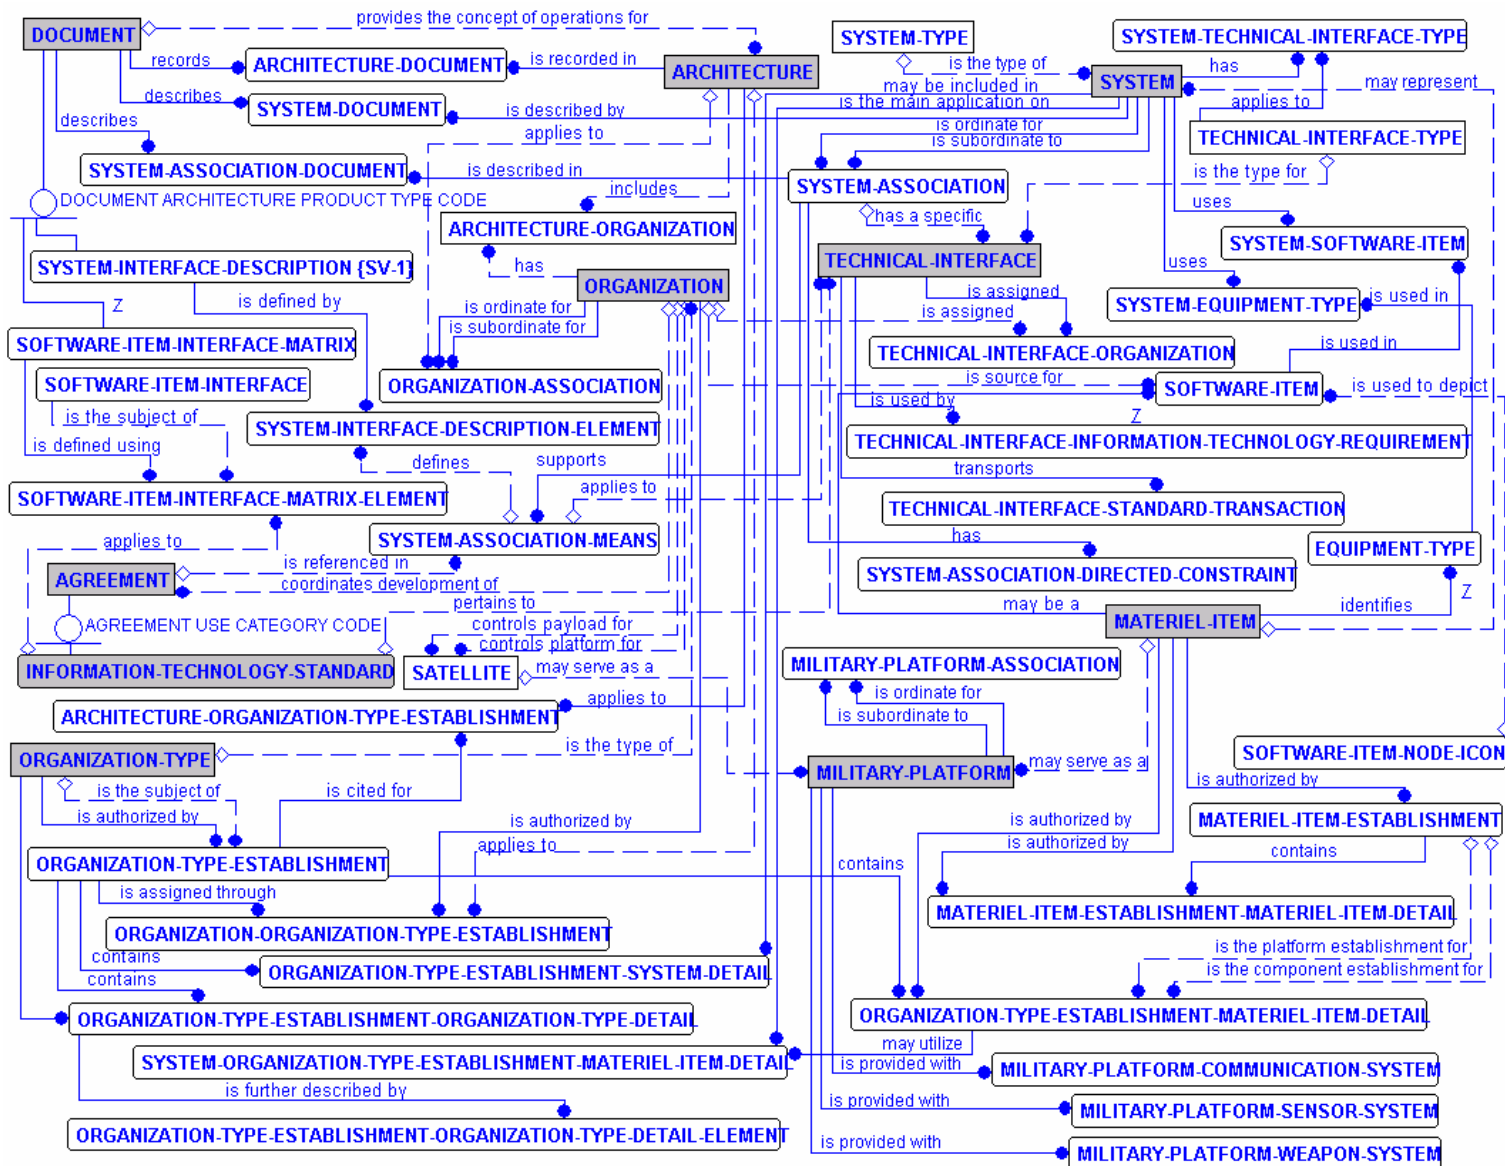 provides the concept of operations for
DOCUMENT
SYSTEM-TYPE
SYSTEM-TECHNICAL-INTERFACE-TYPE
records
ARCHITECTURE-DOCUMENT
is recorded in
ARCHITECTURE
is the type of
SYSTEM
has
may represent
may be included in
describes
SYSTEM-DOCUMENT
is described by
is the main application on
applies to
describes
applies to
is ordinate for
TECHNICAL-INTERFACE-TYPE
is subordinate to
SYSTEM-ASSOCIATION-DOCUMENT
is described in
is the type for
includes
SYSTEM-ASSOCIATION
DOCUMENT ARCHITECTURE PRODUCT TYPE CODE
uses
has a specific
ARCHITECTURE-ORGANIZATION
SYSTEM-SOFTWARE-ITEM
SYSTEM-INTERFACE-DESCRIPTION {SV-1}
has
TECHNICAL-INTERFACE
uses
ORGANIZATION
is assigned
is defined by
SYSTEM-EQUIPMENT-TYPE
is used in
Z
is ordinate for
is assigned
is subordinate for
SOFTWARE-ITEM-INTERFACE-MATRIX
TECHNICAL-INTERFACE-ORGANIZATION
is used in
SOFTWARE-ITEM-INTERFACE
ORGANIZATION-ASSOCIATION
is source for
SOFTWARE-ITEM
is used to depict
is used by
is the subject of
SYSTEM-INTERFACE-DESCRIPTION-ELEMENT
Z
TECHNICAL-INTERFACE-INFORMATION-TECHNOLOGY-REQUIREMENT
is defined using
defines
supports
transports
applies to
SOFTWARE-ITEM-INTERFACE-MATRIX-ELEMENT
TECHNICAL-INTERFACE-STANDARD-TRANSACTION
applies to
SYSTEM-ASSOCIATION-MEANS
has
EQUIPMENT-TYPE
is referenced in
AGREEMENT
coordinates development of
SYSTEM-ASSOCIATION-DIRECTED-CONSTRAINT
Z
pertains to
may be a
identifies
AGREEMENT USE CATEGORY CODE
controls payload for
MATERIEL-ITEM
controls platform for
INFORMATION-TECHNOLOGY-STANDARD
SATELLITE
may serve as a
MILITARY-PLATFORM-ASSOCIATION
is ordinate for
applies to
ARCHITECTURE-ORGANIZATION-TYPE-ESTABLISHMENT
is subordinate to
is the type of
SOFTWARE-ITEM-NODE-ICON
ORGANIZATION-TYPE
MILITARY-PLATFORM
may serve as a
is the subject of
is cited for
is authorized by
is authorized by
is authorized by
is authorized by
MATERIEL-ITEM-ESTABLISHMENT
applies to
is authorized by
ORGANIZATION-TYPE-ESTABLISHMENT
contains
contains
is assigned through
MATERIEL-ITEM-ESTABLISHMENT-MATERIEL-ITEM-DETAIL
ORGANIZATION-ORGANIZATION-TYPE-ESTABLISHMENT
is the platform establishment for
contains
ORGANIZATION-TYPE-ESTABLISHMENT-SYSTEM-DETAIL
is the component establishment for
contains
ORGANIZATION-TYPE-ESTABLISHMENT-ORGANIZATION-TYPE-DETAIL
ORGANIZATION-TYPE-ESTABLISHMENT-MATERIEL-ITEM-DETAIL
may utilize
SYSTEM-ORGANIZATION-TYPE-ESTABLISHMENT-MATERIEL-ITEM-DETAIL
is provided with
MILITARY-PLATFORM-COMMUNICATION-SYSTEM
is further described by
is provided with
MILITARY-PLATFORM-SENSOR-SYSTEM
ORGANIZATION-TYPE-ESTABLISHMENT-ORGANIZATION-TYPE-DETAIL-ELEMENT
is provided with
MILITARY-PLATFORM-WEAPON-SYSTEM